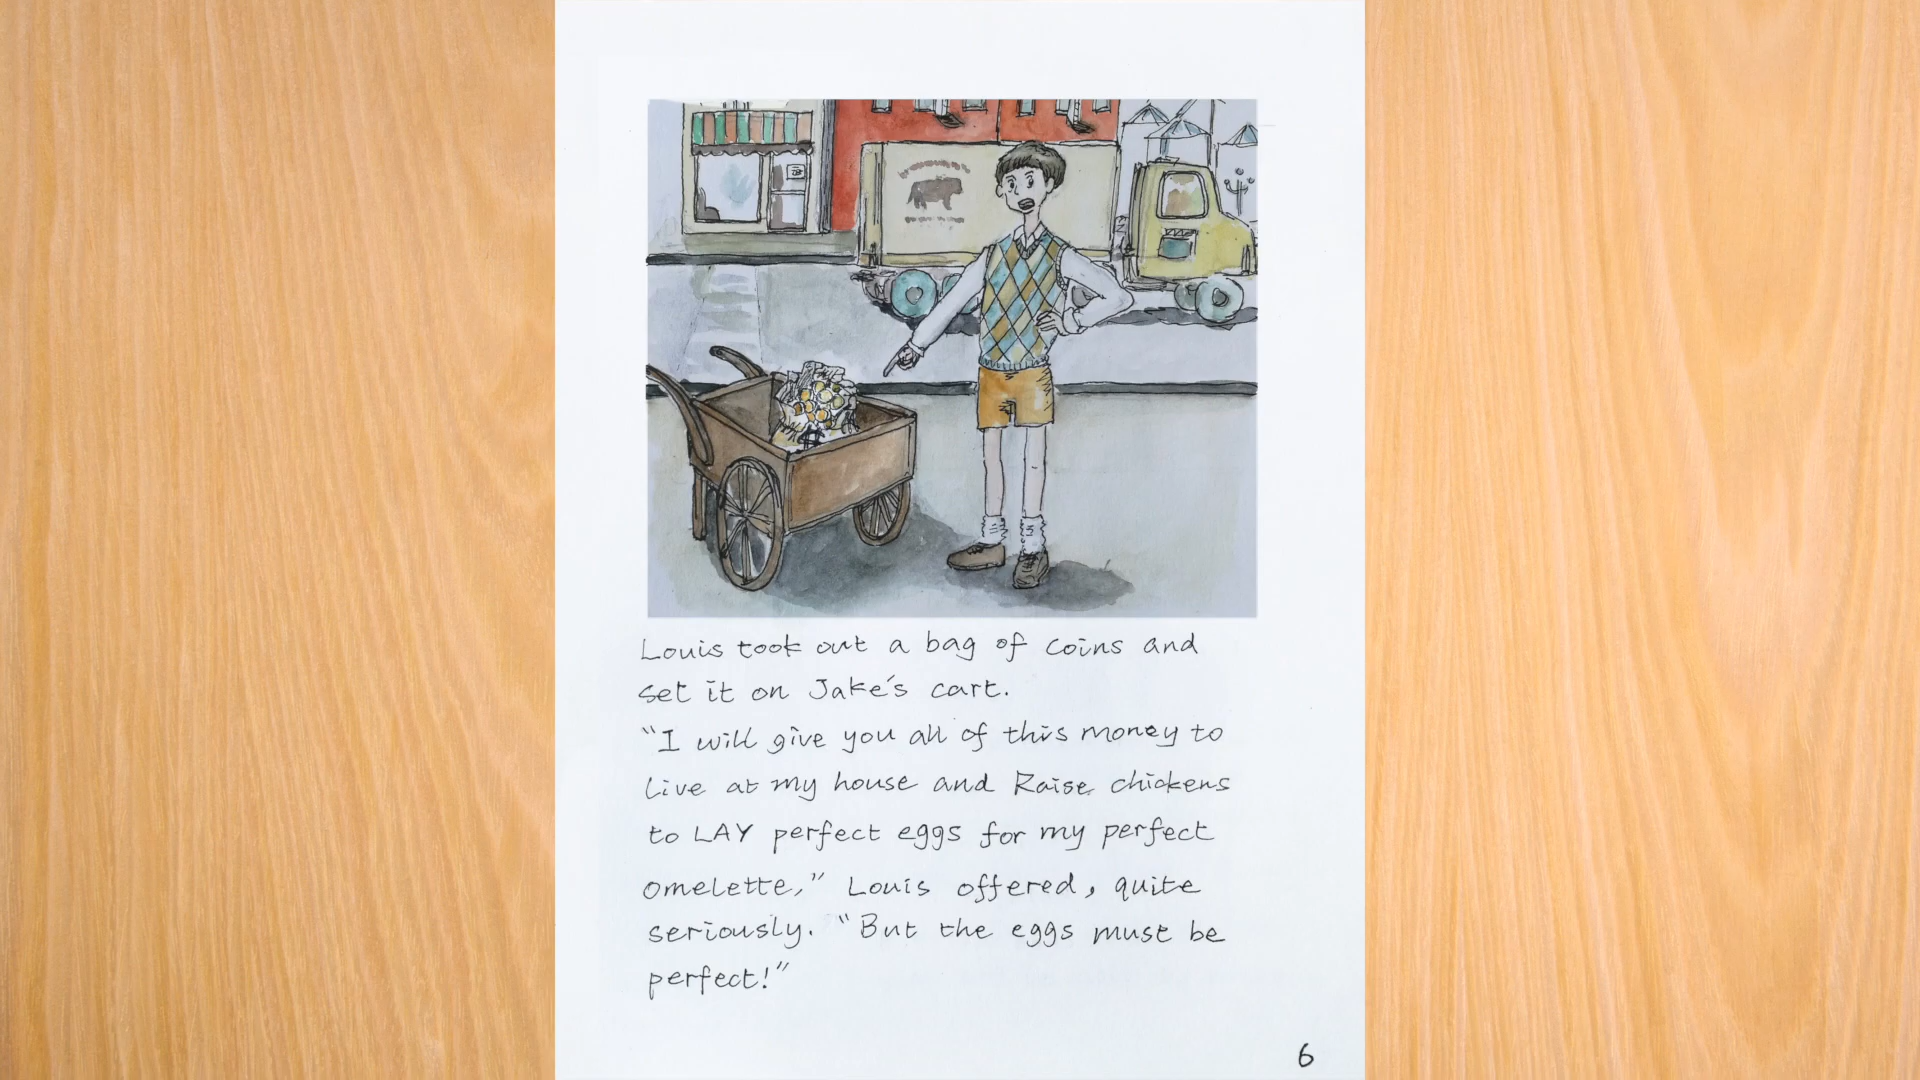 Louis took out a bag of coins and
set it on Jake's cart.
"I will give you all of this money to
live at my house and Raise chickens
to LAY perfect eggs for my perfect
omelette," Louis offered, quite
seriously. "But the eggs must be
perfect!"
6